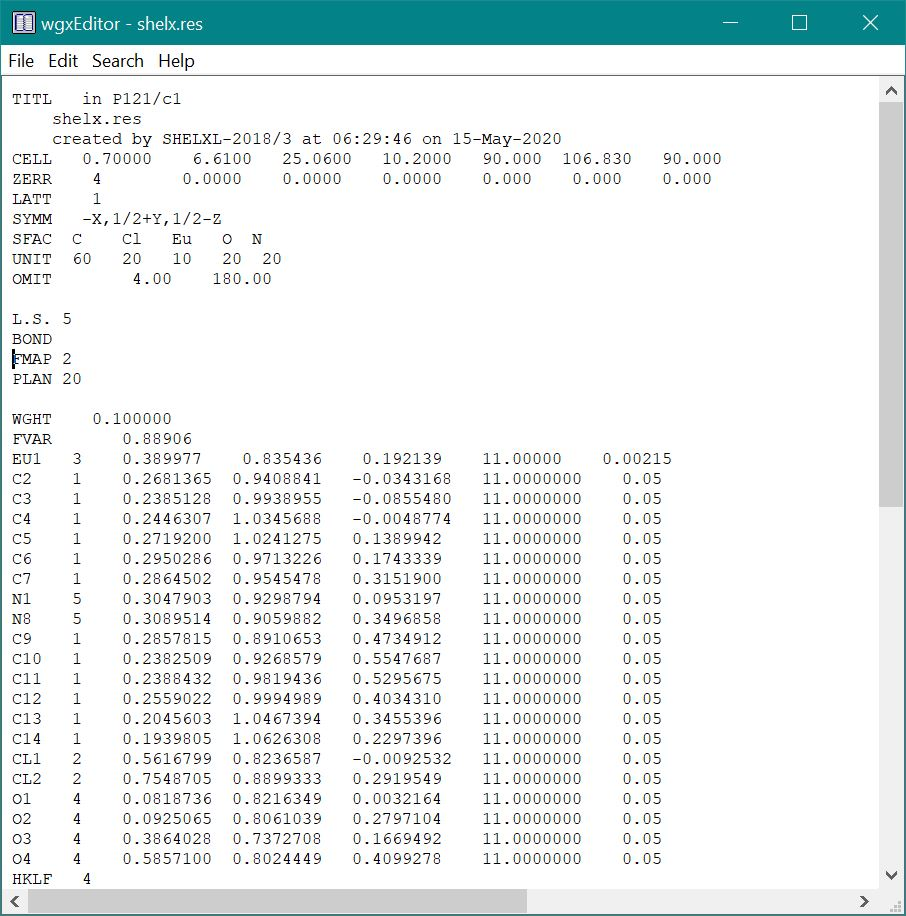 wgxEditor - shelx.res
File Edit Search Help
TITL in P121/c1
shelx.res
created by SHELXL-2018/3 at 06:29:46 on 15-May-2020
CELL 0.70000 6.6100 25.0600 10.2000 90.000 106.830 90.000
ZERR 4 0.0000 0.0000 0.0000 0.000 0.000 0.000
LATT 1
SYMM -X,1/2+Y,1/2-Z
SFAC C Cl Eu O N
UNIT 60 20 10 20 20
OMIT 4.00 180.00
L.S. 5
BOND
FMAP 2
PLAN 20
WGHT 0.100000
FVAR 0.88906
EU1 3 0.389977 0.835436 0.192139 11.00000 0.00215
C2 1 0.2681365 0.9408841 -0.0343168 11.0000000 0.05
C3 1 0.2385128 0.9938955 -0.0855480 11.0000000 0.05
C4 1 0.2446307 1.0345688 -0.0048774 11.0000000 0.05
C5 1 0.2719200 1.0241275 0.1389942 11.0000000 0.05
C6 1 0.2950286 0.9713226 0.1743339 11.0000000 0.05
C7 1 0.2864502 0.9545478 0.3151900 11.0000000 0.05
N1 5 0.3047903 0.9298794 0.0953197 11.0000000 0.05
N8 5 0.3089514 0.9059882 0.3496858 11.0000000 0.05
C9 1 0.2857815 0.8910653 0.4734912 11.0000000 0.05
C10 1 0.2382509 0.9268579 0.5547687 11.0000000 0.05
C11 1 0.2388432 0.9819436 0.5295675 11.0000000 0.05
C12 1 0.2559022 0.9994989 0.4034310 11.0000000 0.05
C13 1 0.2045603 1.0467394 0.3455396 11.0000000 0.05
C14 1 0.1939805 1.0626308 0.2297396 11.0000000 0.05
CL1 2 0.5616799 0.8236587 -0.0092532 11.0000000 0.05
CL2 2 0.7548705 0.8899333 0.2919549 11.0000000 0.05
O1 4 0.0818736 0.8216349 0.0032164 11.0000000 0.05
O2 4 0.0925065 0.8061039 0.2797104 11.0000000 0.05
O3 4 0.3864028 0.7372708 0.1669492 11.0000000 0.05
O4 4 0.5857100 0.8024449 0.4099278 11.0000000 0.05
HKLF 4